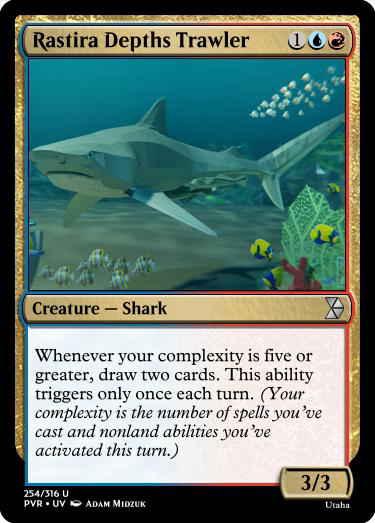 Rastira Depths Trawler 1
Creature — Shark
Whenever your complexity is five or
greater, draw two cards. This ability
triggers only once each turn. (Your
complexity is the number of spells you've
cast and nonland abilities you've
activated this turn.)
3/3
254/316 U
PVR • UV Adam Midzuk
Utaha